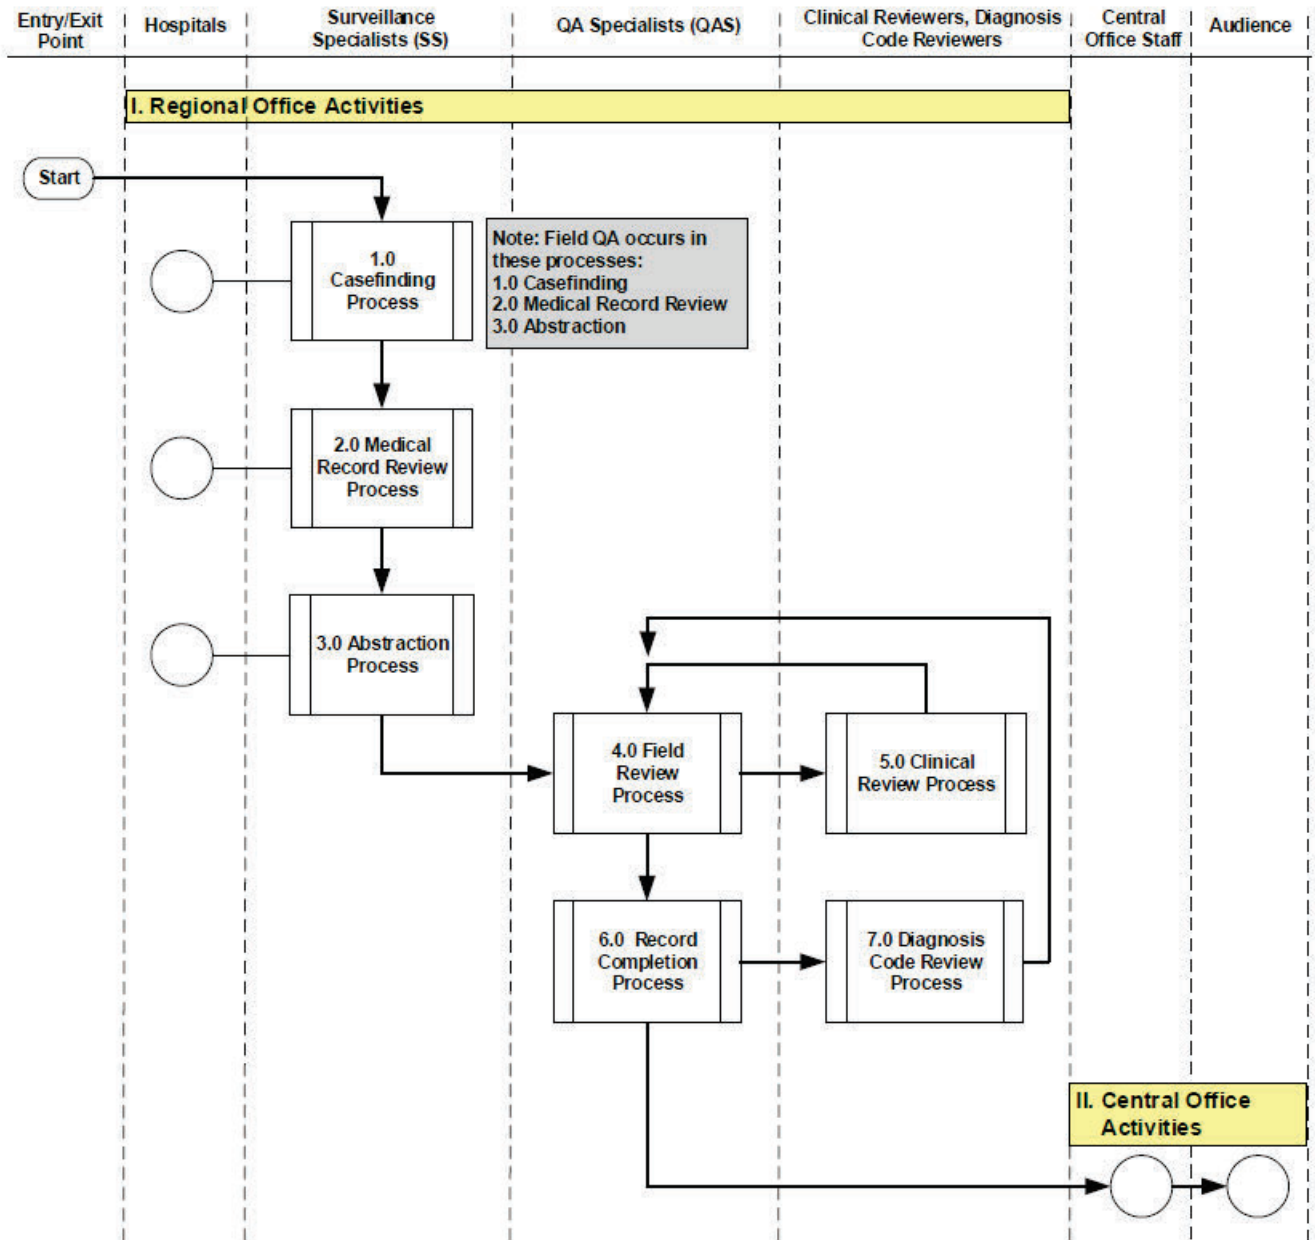 Entry/Exit
Point
Hospitals
Surveillance
Specialists (SS)
QA Specialists (QAS)
Clinical Reviewers, Diagnosis
Code Reviewers
Central
Office Staff
Audience
I. Regional Office Activities
Start
1.0
Casefinding
Process
Note: Field QA occurs in
these processes:
1.0 Casefinding
2.0 Medical Record Review
3.0 Abstraction
2.0 Medical
Record Review
Process
3.0 Abstraction
Process
4.0 Field
Review
Process
5.0 Clinical
Review Process
6.0 Record
Completion
Process
7.0 Diagnosis
Code Review
Process
II. Central Office
Activities